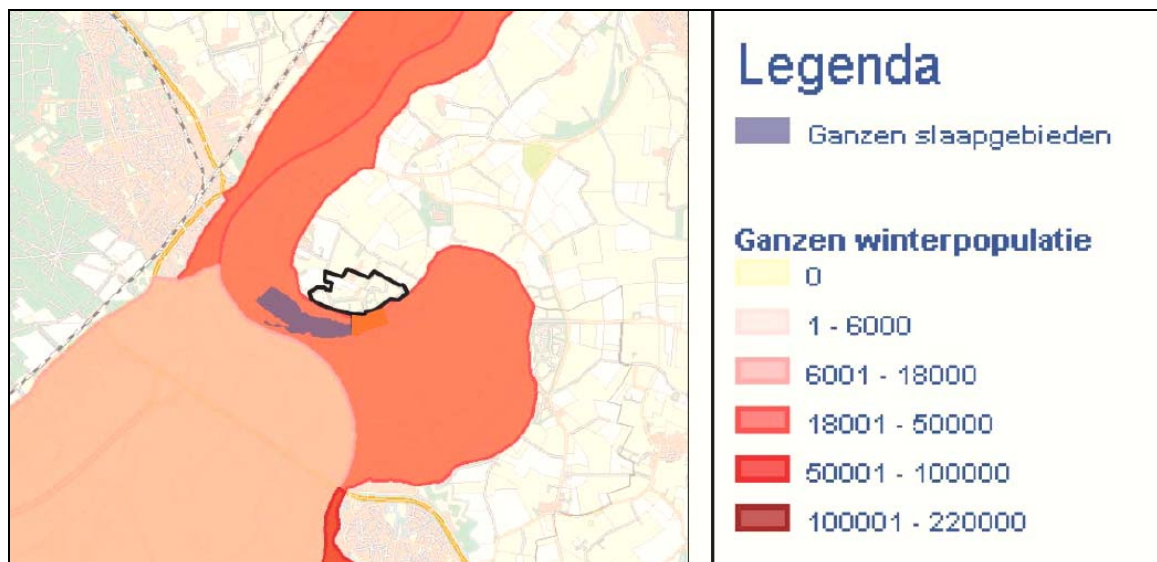 Legenda
Ganzen slaapgebieden
Ganzen winterpopulatie
0
1 - 6000
6001 - 18000
18001 - 50000
50001 - 100000
100001 - 220000